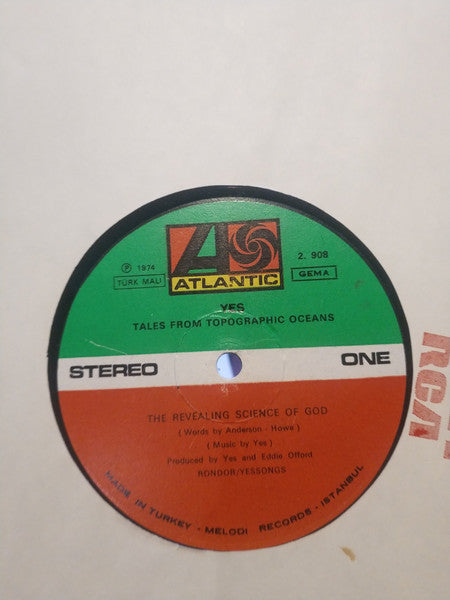 ATLANTIC
℗ 1974
TÜRK MALI
2. 908
GEMA
YES
TALES FROM TOPOGRAPHIC OCEANS
STEREO
ONE
THE REVEALING SCIENCE OF GOD
( Words by Anderson - Howe )
( Music by Yes )
Produced by Yes and Eddie Offord
RONDOR/YESSONGS
MADE IN TURKEY - MELODI RECORDS - ISTANBUL
RCA